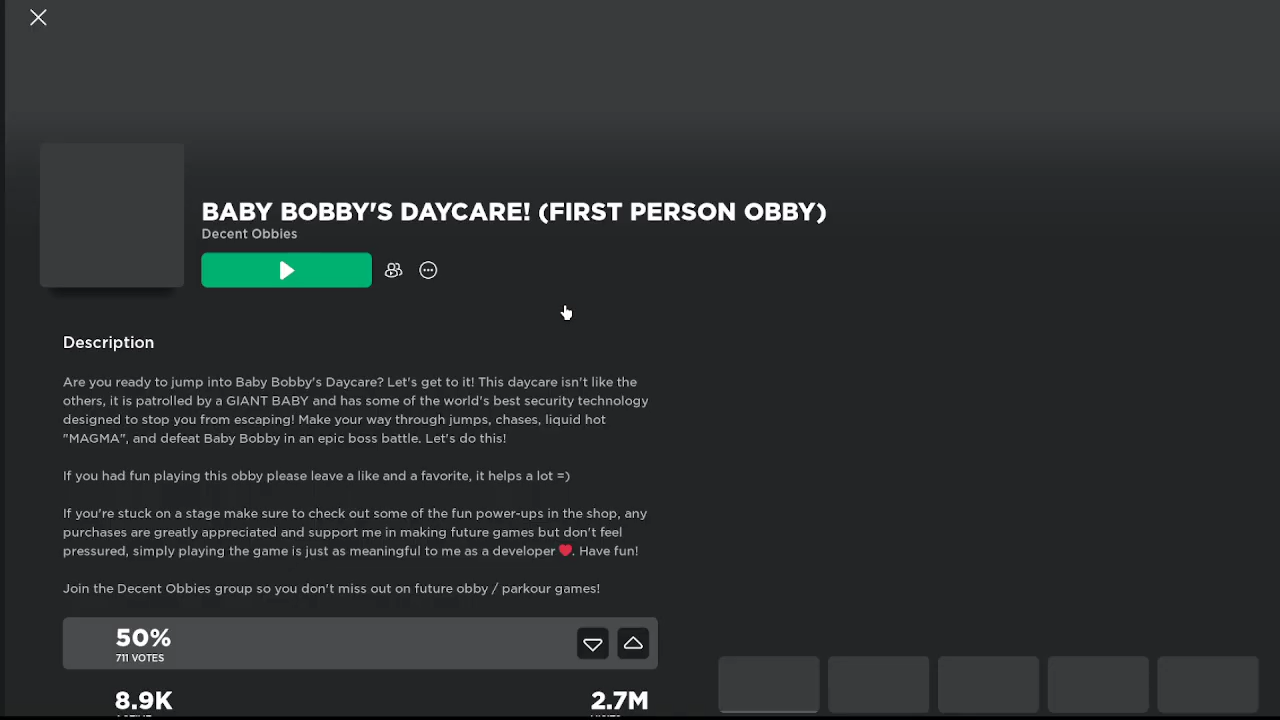 BABY BOBBY'S DAYCARE! (FIRST PERSON OBBY)
Decent Obbies
Description
Are you ready to jump into Baby Bobby's Daycare? Let's get to it! This daycare isn't like the
others, it is patrolled by a GIANT BABY and has some of the world's best security technology
designed to stop you from escaping! Make your way through jumps, chases, liquid hot
"MAGMA", and defeat Baby Bobby in an epic boss battle. Let's do this!
If you had fun playing this obby please leave a like and a favorite, it helps a lot =)
If you're stuck on a stage make sure to check out some of the fun power-ups in the shop, any
purchases are greatly appreciated and support me in making future games but don't feel
pressured, simply playing the game is just as meaningful to me as a developer ❤. Have fun!
Join the Decent Obbies group so you don't miss out on future obby / parkour games!
50%
711 VOTES
8.9K 2.7M